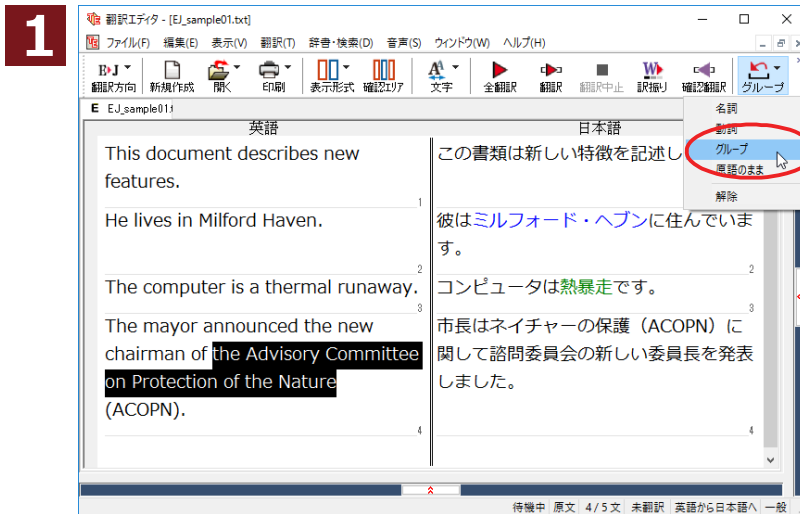 1
翻訳エディタ - [EJ_sample01.txt]
ファイル(F) 編集(E) 表示(V) 翻訳(T) 辞書・検索(D) 音声(S) ウィンドウ(W) ヘルプ(H)
翻訳方向 新規作成 開く 印刷 表示形式 確認エリア 文字 全翻訳 翻訳 翻訳中止 訳振り 確認翻訳 グループ
E EJ_sample01.t
名詞
動詞
グループ
原語のまま
解除
英語 日本語
This document describes new
features.
1
この書類は新しい特徴を記述し
He lives in Milford Haven.
2
彼はミルフォード・ヘブンに住んでいま
す。
2
The computer is a thermal runaway.
3
コンピュータは熱暴走です。
3
The mayor announced the new
chairman of the Advisory Committee
on Protection of the Nature
(ACOPN).
4
市長はネイチャーの保護（ACOPN）に
関して諮問委員会の新しい委員長を発表
しました。
4
待機中 原文 4/5文 未翻訳 英語から日本語へ 一般